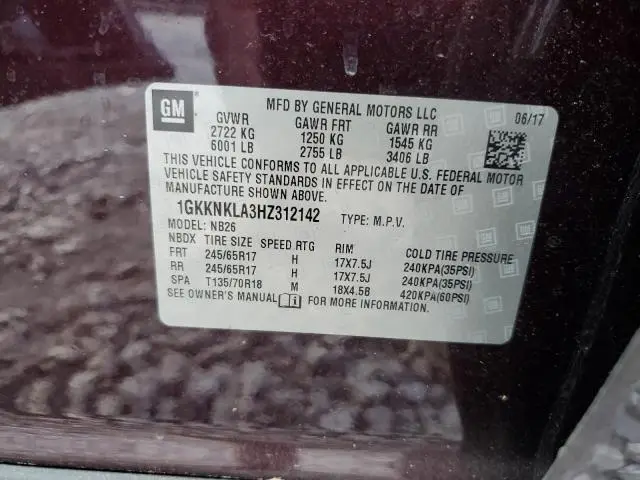 GM
MFD BY GENERAL MOTORS LLC 06/17
GVWR GAWR FRT GAWR RR
2722 KG 1250 KG 1545 KG
6001 LB 2755 LB 3406 LB
THIS VEHICLE CONFORMS TO ALL APPLICABLE U.S. FEDERAL MOTOR
VEHICLE SAFETY STANDARDS IN EFFECT ON THE DATE OF
MANUFACTURE SHOWN ABOVE.
1GKKNKLA3HZ312142 TYPE: M.P.V.
MODEL: NB26
NBDX TIRE SIZE SPEED RTG RIM COLD TIRE PRESSURE
FRT 245/65R17 H 17X7.5J 240KPA(35PSI)
RR 245/65R17 H 17X7.5J 240KPA(35PSI)
SPA T135/70R18 M 18X4.5B 420KPA(60PSI)
SEE OWNER'S MANUAL FOR ADDITIONAL INFORMATION.